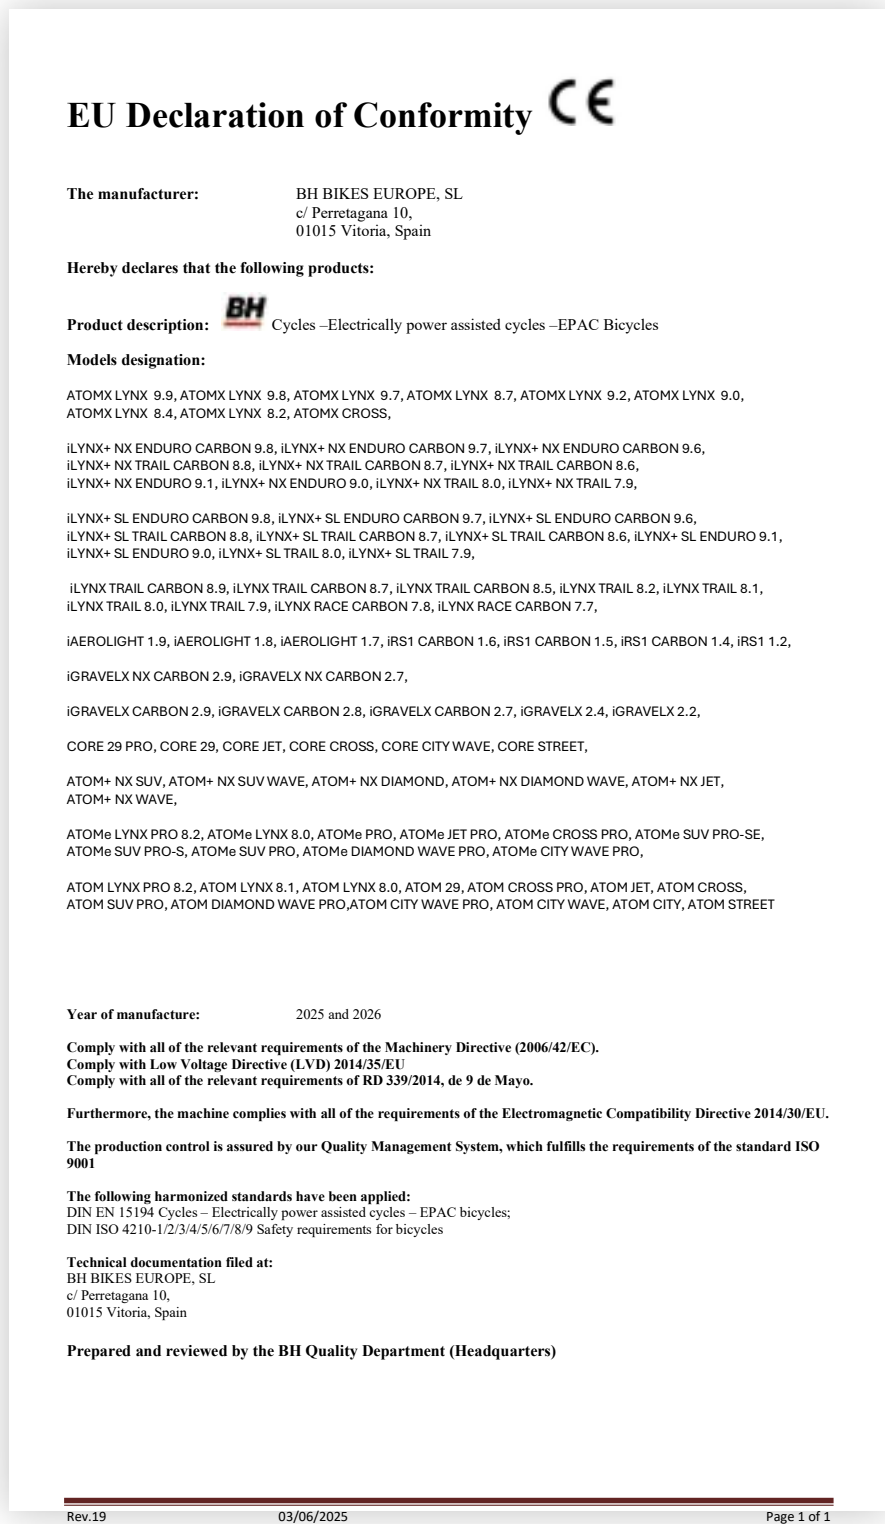 EU Declaration of Conformity CE
The manufacturer: BH BIKES EUROPE, SL
c/ Perretagana 10,
01015 Vitoria, Spain
Hereby declares that the following products:
Product description: BH Cycles –Electrically power assisted cycles –EPAC Bicycles
Models designation:
ATOMX LYNX 9.9, ATOMX LYNX 9.8, ATOMX LYNX 9.7, ATOMX LYNX 8.7, ATOMX LYNX 9.2, ATOMX LYNX 9.0,
ATOMX LYNX 8.4, ATOMX LYNX 8.2, ATOMX CROSS,
iLYNX+ NX ENDURO CARBON 9.8, iLYNX+ NX ENDURO CARBON 9.7, iLYNX+ NX ENDURO CARBON 9.6,
iLYNX+ NX TRAIL CARBON 8.8, iLYNX+ NX TRAIL CARBON 8.7, iLYNX+ NX TRAIL CARBON 8.6,
iLYNX+ NX ENDURO 9.1, iLYNX+ NX ENDURO 9.0, iLYNX+ NX TRAIL 8.0, iLYNX+ NX TRAIL 7.9,
iLYNX+ SL ENDURO CARBON 9.8, iLYNX+ SL ENDURO CARBON 9.7, iLYNX+ SL ENDURO CARBON 9.6,
iLYNX+ SL TRAIL CARBON 8.8, iLYNX+ SL TRAIL CARBON 8.7, iLYNX+ SL TRAIL CARBON 8.6, iLYNX+ SL ENDURO 9.1,
iLYNX+ SL ENDURO 9.0, iLYNX+ SL TRAIL 8.0, iLYNX+ SL TRAIL 7.9,
iLYNX TRAIL CARBON 8.9, iLYNX TRAIL CARBON 8.7, iLYNX TRAIL CARBON 8.5, iLYNX TRAIL 8.2, iLYNX TRAIL 8.1,
iLYNX TRAIL 8.0, iLYNX TRAIL 7.9, iLYNX RACE CARBON 7.8, iLYNX RACE CARBON 7.7,
iAEROLIGHT 1.9, iAEROLIGHT 1.8, iAEROLIGHT 1.7, iRS1 CARBON 1.6, iRS1 CARBON 1.5, iRS1 CARBON 1.4, iRS1 1.2,
iGRAVELX NX CARBON 2.9, iGRAVELX NX CARBON 2.7,
iGRAVELX CARBON 2.9, iGRAVELX CARBON 2.8, iGRAVELX CARBON 2.7, iGRAVELX 2.4, iGRAVELX 2.2,
CORE 29 PRO, CORE 29, CORE JET, CORE CROSS, CORE CITY WAVE, CORE STREET,
ATOM+ NX SUV, ATOM+ NX SUV WAVE, ATOM+ NX DIAMOND, ATOM+ NX DIAMOND WAVE, ATOM+ NX JET,
ATOM+ NX WAVE,
ATOMe LYNX PRO 8.2, ATOMe LYNX 8.0, ATOMe PRO, ATOMe JET PRO, ATOMe CROSS PRO, ATOMe SUV PRO-SE,
ATOMe SUV PRO-S, ATOMe SUV PRO, ATOMe DIAMOND WAVE PRO, ATOMe CITY WAVE PRO,
ATOM LYNX PRO 8.2, ATOM LYNX 8.1, ATOM LYNX 8.0, ATOM 29, ATOM CROSS PRO, ATOM JET, ATOM CROSS,
ATOM SUV PRO, ATOM DIAMOND WAVE PRO,ATOM CITY WAVE PRO, ATOM CITY WAVE, ATOM CITY, ATOM STREET
Year of manufacture: 2025 and 2026
Comply with all of the relevant requirements of the Machinery Directive (2006/42/EC).
Comply with Low Voltage Directive (LVD) 2014/35/EU
Comply with all of the relevant requirements of RD 339/2014, de 9 de Mayo.
Furthermore, the machine complies with all of the requirements of the Electromagnetic Compatibility Directive 2014/30/EU.
The production control is assured by our Quality Management System, which fulfills the requirements of the standard ISO
9001
The following harmonized standards have been applied:
DIN EN 15194 Cycles – Electrically power assisted cycles – EPAC bicycles;
DIN ISO 4210-1/2/3/4/5/6/7/8/9 Safety requirements for bicycles
Technical documentation filed at:
BH BIKES EUROPE, SL
c/ Perretagana 10,
01015 Vitoria, Spain
Prepared and reviewed by the BH Quality Department (Headquarters)
Rev.19 03/06/2025 Page 1 of 1